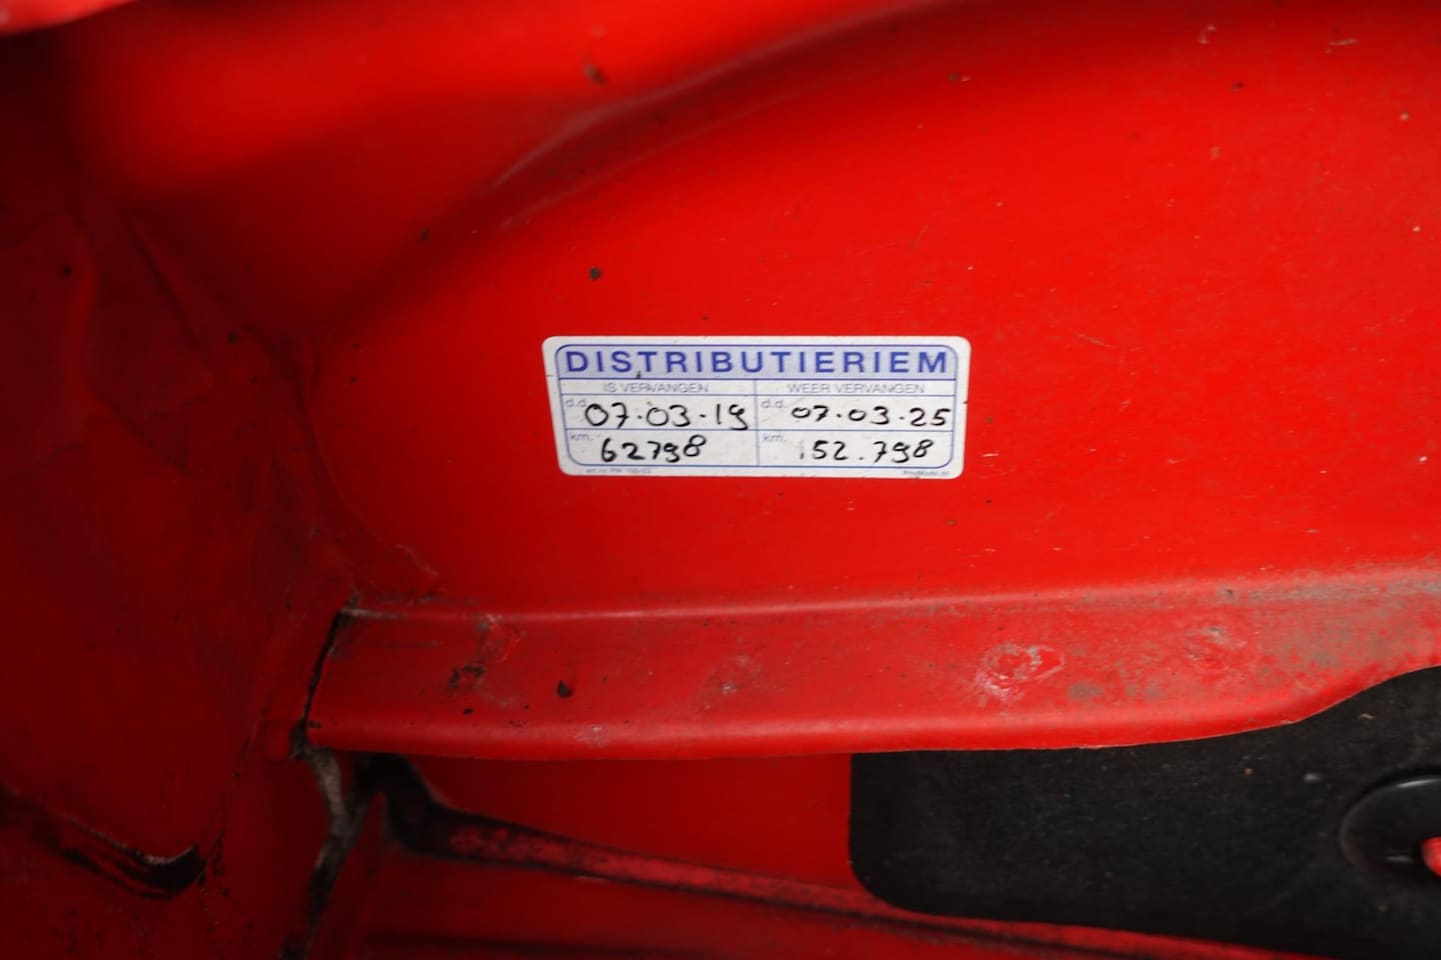 DISTRIBUTIERIEM
IS VERVANGEN WEER VERVANGEN
d.d. 07.03.19 d.d. 07.03.25
km. 62798 km. 152.798